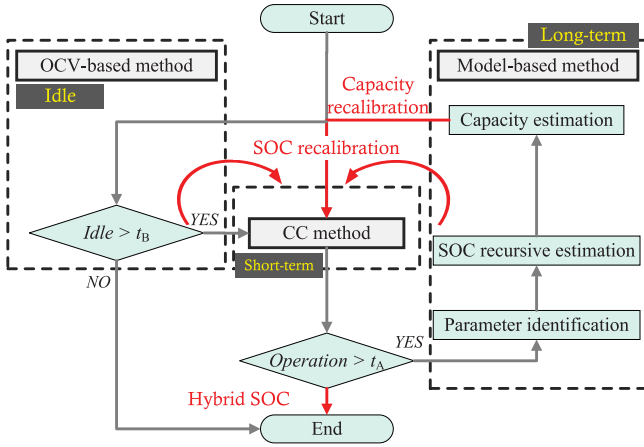 Start
Long-term
OCV-based method
Model-based method
Idle
Capacity
recalibration
Capacity estimation
SOC recalibration
Idle > tB
YES
CC method
Short-term
SOC recursive estimation
NO
Parameter identification
Operation > tA
YES
Hybrid SOC
End